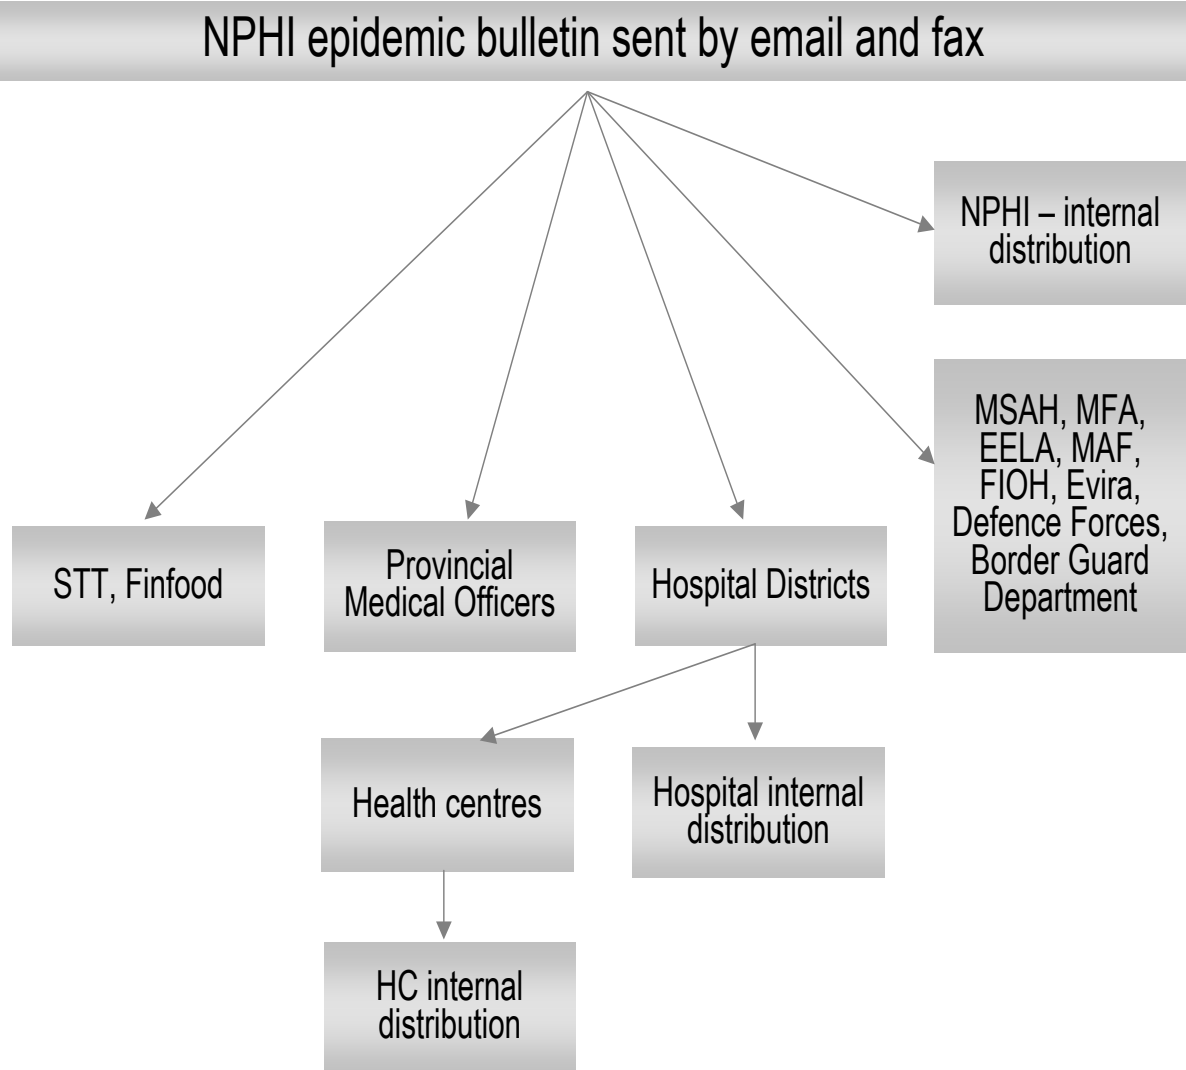 NPHI epidemic bulletin sent by email and fax
NPHI – internal
distribution
MSAH, MFA,
EELA, MAF,
FIOH, Evira,
Defence Forces,
Border Guard
Department
STT, Finfood
Provincial
Medical Officers
Hospital Districts
Health centres
Hospital internal
distribution
HC internal
distribution